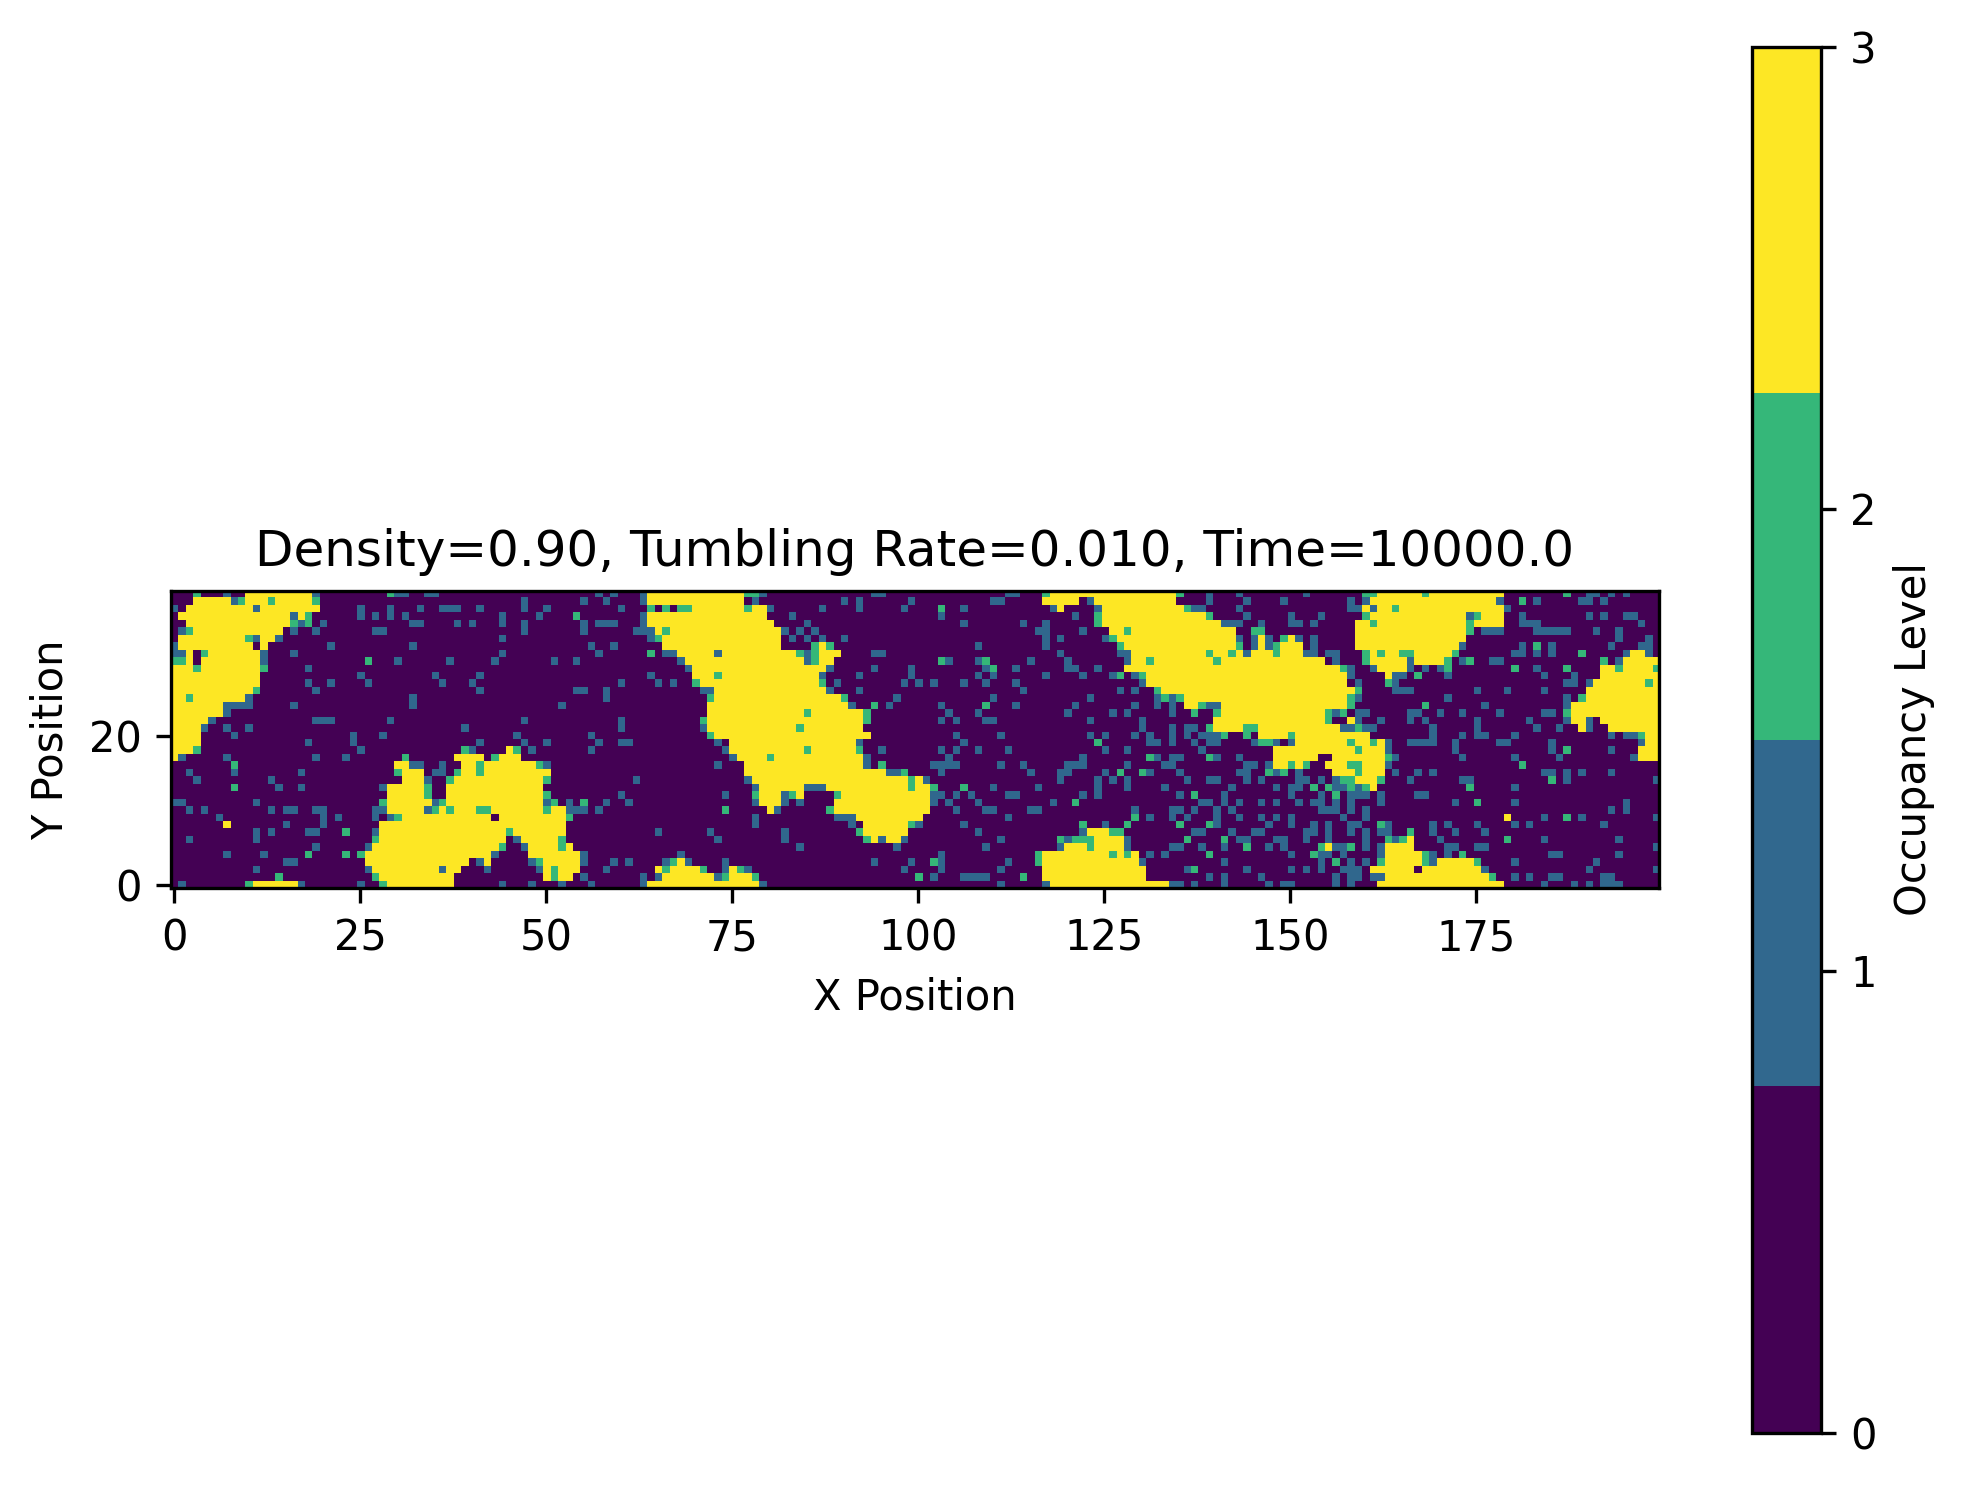 Density=0.90, Tumbling Rate=0.010, Time=10000.0
Y Position
20
0
0 25 50 75 100 125 150 175
X Position
3
2
1
0
Occupancy Level